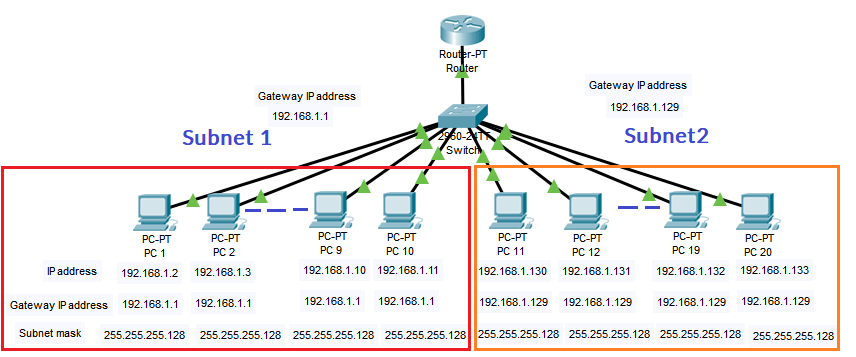 Router-PT
Router
Gateway IP address
192.168.1.1
Gateway IP address
192.168.1.129
Subnet 1
2960-24TT
Switch
Subnet2
PC-PT
PC 1
PC-PT
PC 2
PC-PT
PC 9
PC-PT
PC 10
PC-PT
PC 11
PC-PT
PC 12
PC-PT
PC 19
PC-PT
PC 20
IP address 192.168.1.2 192.168.1.3 192.168.1.10 192.168.1.11 192.168.1.130 192.168.1.131 192.168.1.132 192.168.1.133
Gateway IP address 192.168.1.1 192.168.1.1 192.168.1.1 192.168.1.1 192.168.1.129 192.168.1.129 192.168.1.129 192.168.1.129
Subnet mask 255.255.255.128 255.255.255.128 255.255.255.128 255.255.255.128 255.255.255.128 255.255.255.128 255.255.255.128 255.255.255.128